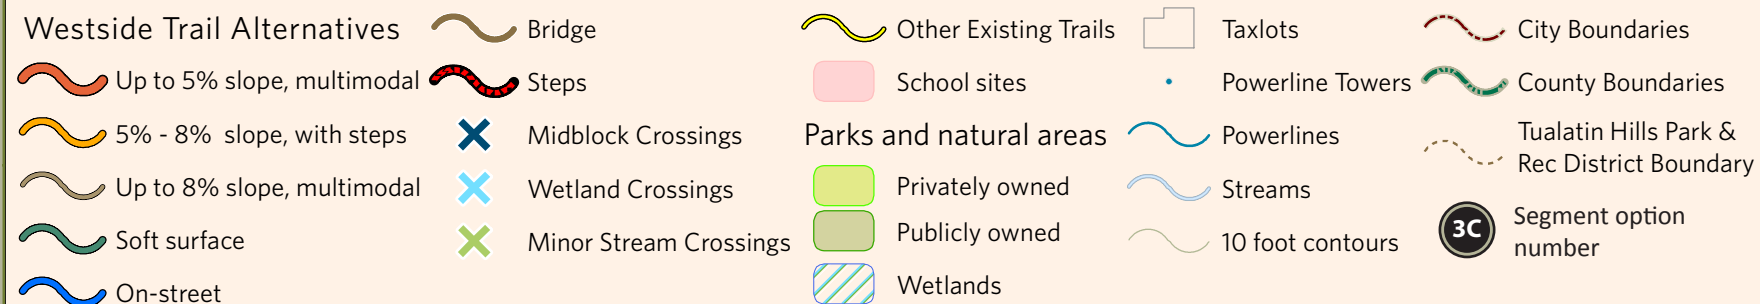 Westside Trail Alternatives
Up to 5% slope, multimodal
5% - 8% slope, with steps
Up to 8% slope, multimodal
Soft surface
On-street
Bridge
Steps
Midblock Crossings
Wetland Crossings
Minor Stream Crossings
Other Existing Trails
School sites
Parks and natural areas
Privately owned
Publicly owned
Wetlands
Taxlots
Powerline Towers
Powerlines
Streams
10 foot contours
City Boundaries
County Boundaries
Tualatin Hills Park &
Rec District Boundary
3C
Segment option
number